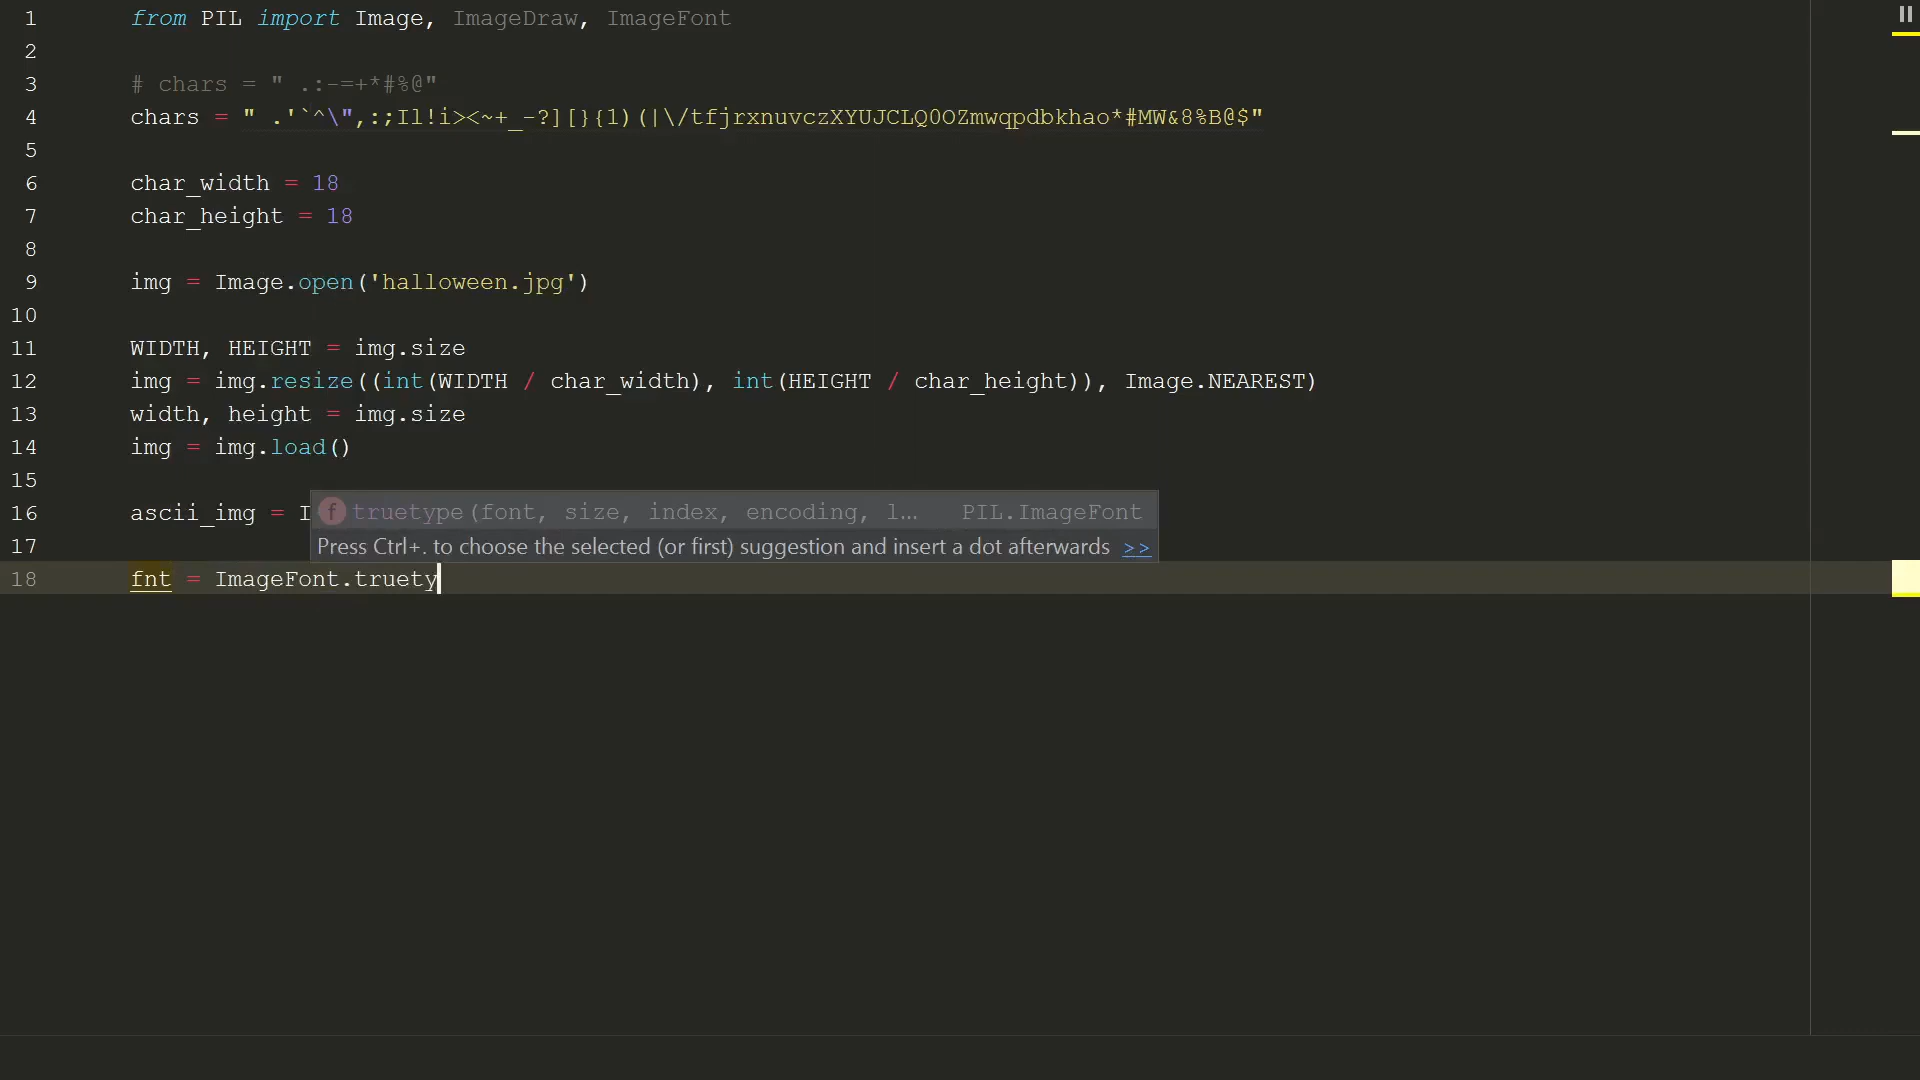 1 from PIL import Image, ImageDraw, ImageFont
2
3 # chars = " .:-=+*#%@"
4 chars = " .'`^\",:;Il!i><~+_-?][}{1)(|\/tfjrxnuvczXYUJCLQ0OZmwqpdbkhao*#MW&8%B@$"
5
6 char_width = 18
7 char_height = 18
8
9 img = Image.open('halloween.jpg')
10
11 WIDTH, HEIGHT = img.size
12 img = img.resize((int(WIDTH / char_width), int(HEIGHT / char_height)), Image.NEAREST)
13 width, height = img.size
14 img = img.load()
15
16 ascii_img = I
f truetype(font, size, index, encoding, l… PIL.ImageFont
17
Press Ctrl+. to choose the selected (or first) suggestion and insert a dot afterwards >>
18 fnt = ImageFont.truety